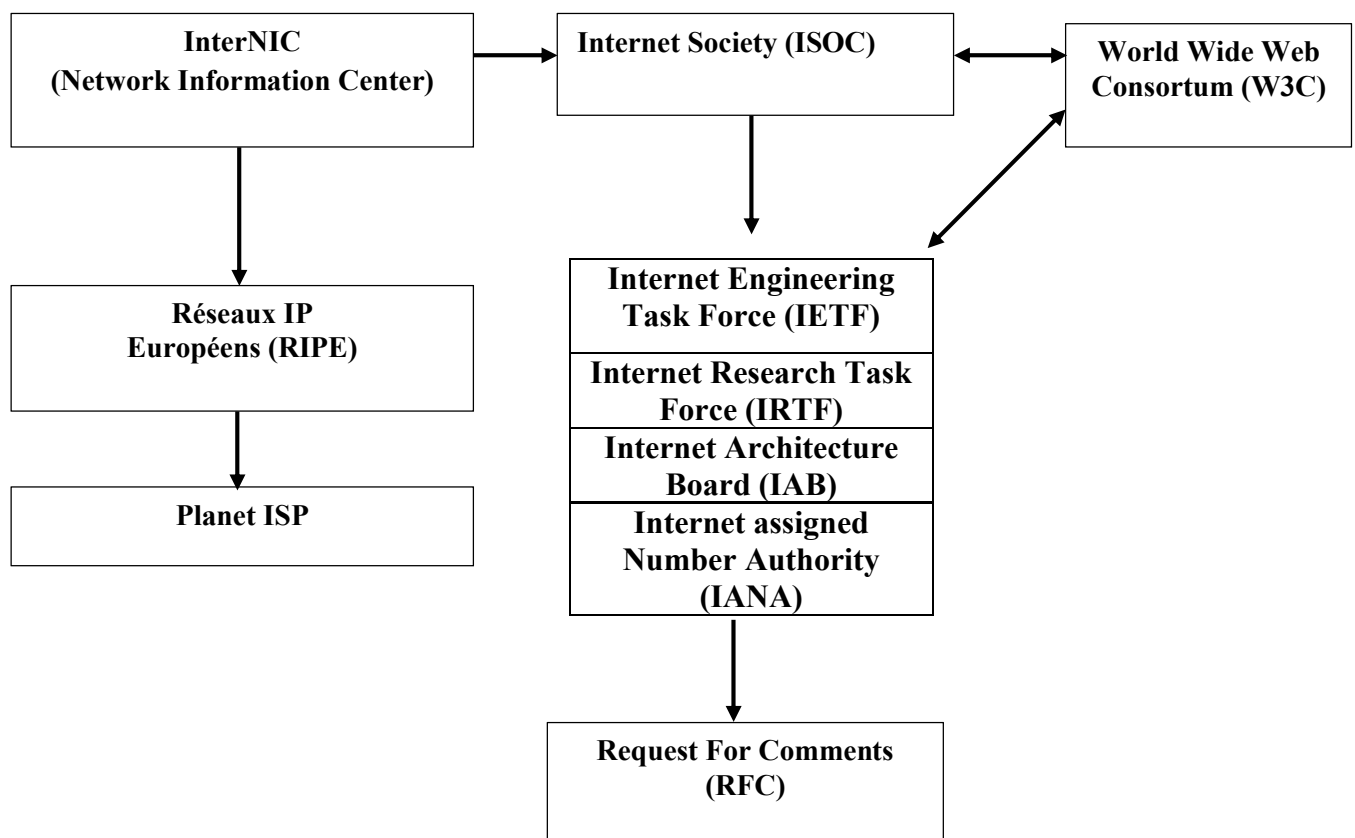 InterNIC
(Network Information Center)
Internet Society (ISOC)
World Wide Web
Consortum (W3C)
Réseaux IP
Européens (RIPE)
Planet ISP
Internet Engineering
Task Force (IETF)
Internet Research Task
Force (IRTF)
Internet Architecture
Board (IAB)
Internet assigned
Number Authority
(IANA)
Request For Comments
(RFC)